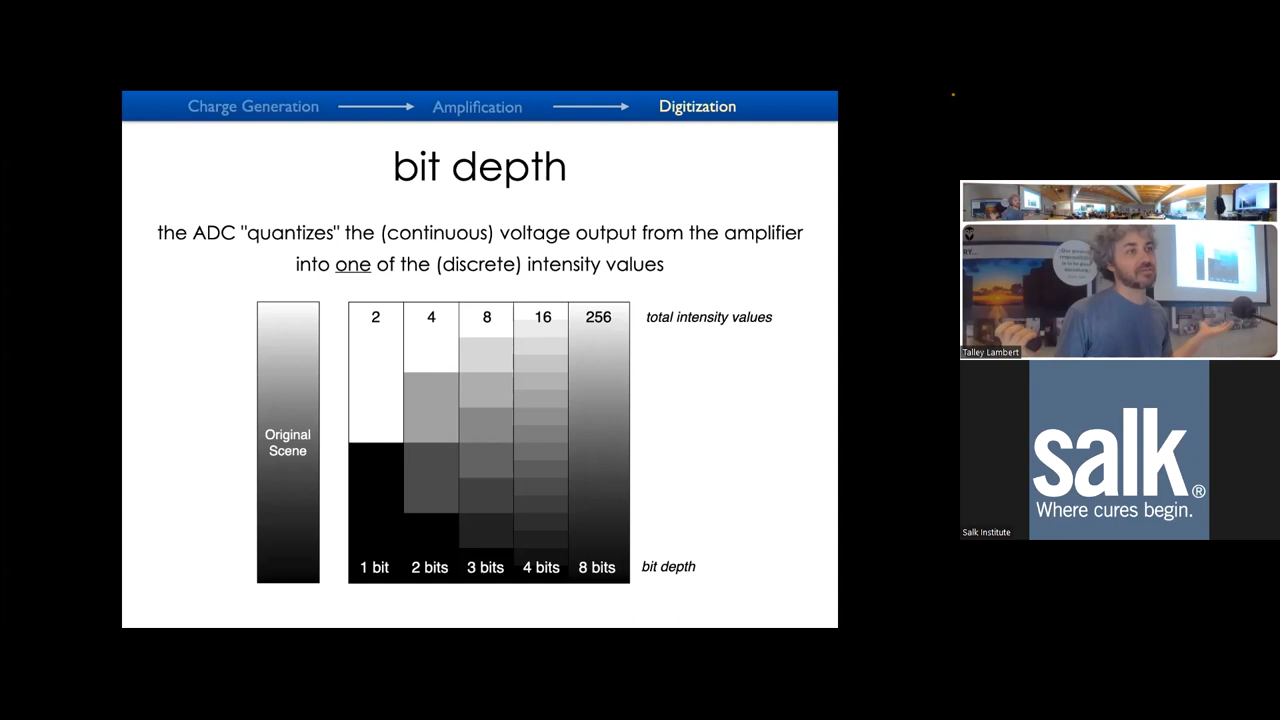 Charge Generation Amplification Digitization
bit depth
the ADC "quantizes" the (continuous) voltage output from the amplifier
into one of the (discrete) intensity values
2 4 8 16 256 total intensity values
Original
Scene
1 bit 2 bits 3 bits 4 bits 8 bits bit depth
Talley Lambert
salk®
Where cures begin.
Salk Institute